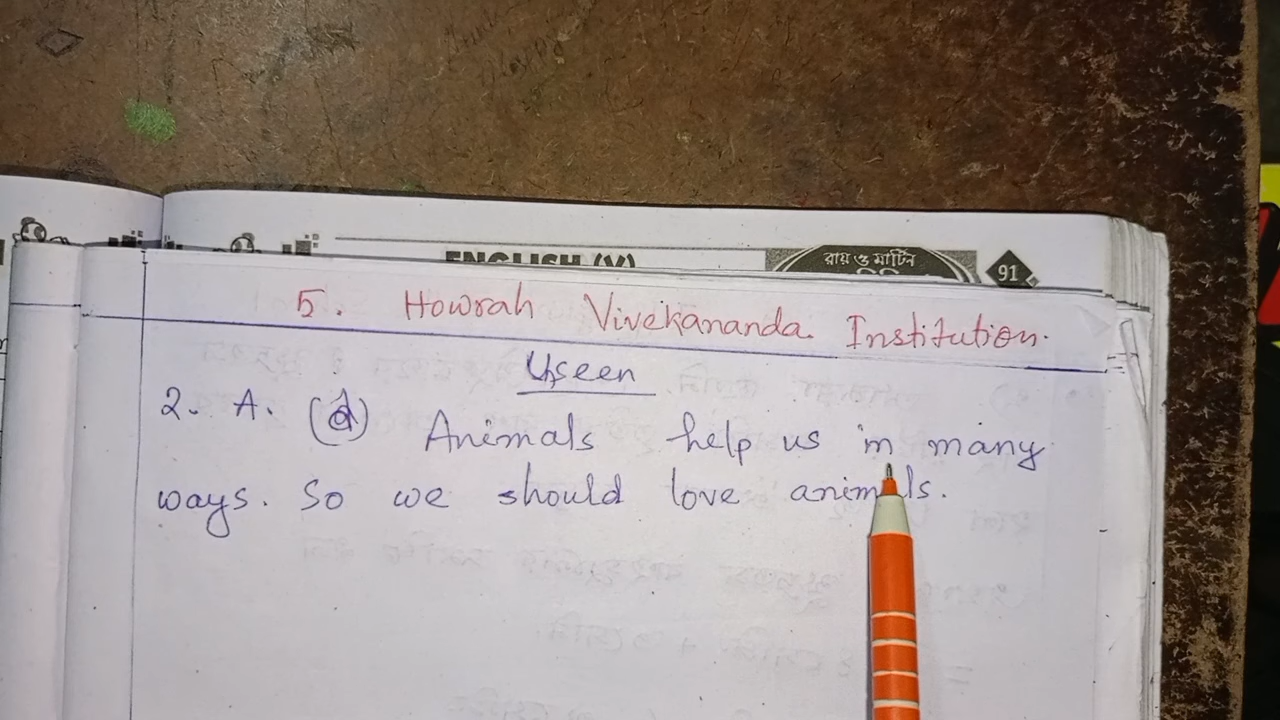 ENGLISH (V)
রায় ও মার্টিন
91
5. Howrah Vivekananda Institution.
Useen
2. A. (d) Animals help us in many
ways. So we should love animals.